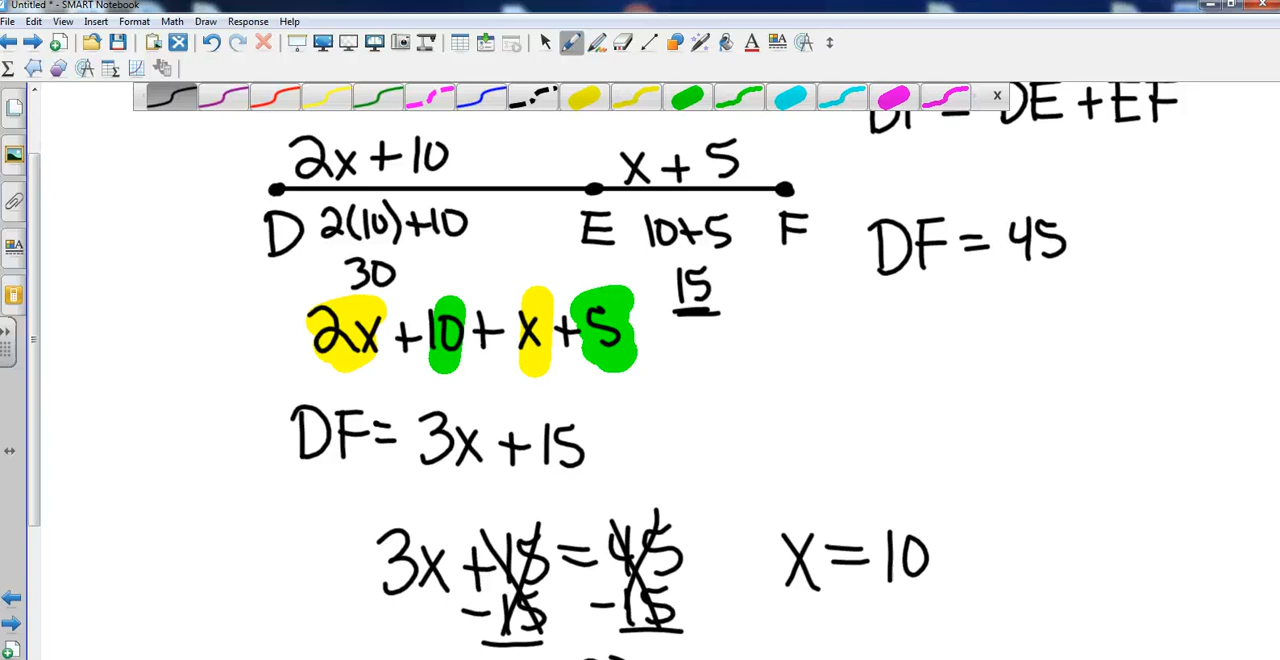 Untitled * - SMART Notebook
File Edit View Insert Format Math Draw Response Help
x
DF = DE + EF
2x + 10 x + 5
D 2(10)+10 E 10+5 F
30 15
DF = 45
2x + 10 + x + 5
DF = 3x + 15
3x + 15 = 45 x = 10
-15 -15